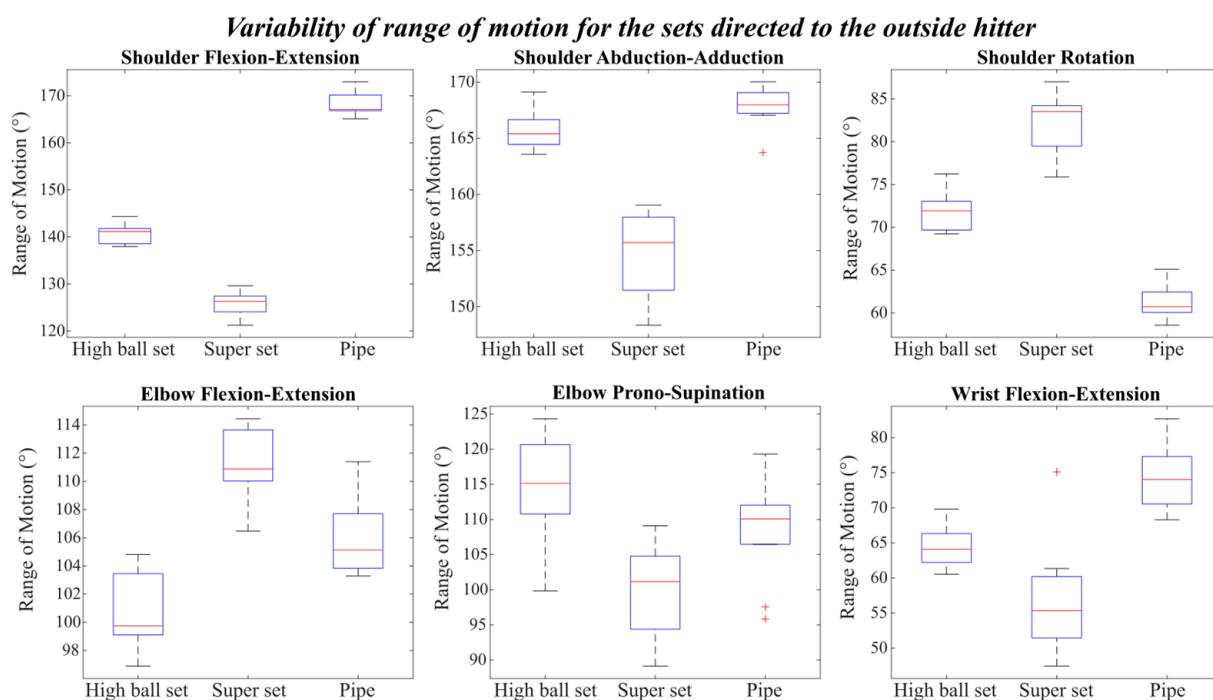 Variability of range of motion for the sets directed to the outside hitter
Shoulder Flexion-Extension
Range of Motion (°)
170
160
150
140
130
120
High ball set Super set Pipe
Shoulder Abduction-Adduction
Range of Motion (°)
170
165
160
155
150
High ball set Super set Pipe
Shoulder Rotation
Range of Motion (°)
85
80
75
70
65
60
High ball set Super set Pipe
Elbow Flexion-Extension
Range of Motion (°)
114
112
110
108
106
104
102
100
98
High ball set Super set Pipe
Elbow Prono-Supination
Range of Motion (°)
125
120
115
110
105
100
95
90
High ball set Super set Pipe
Wrist Flexion-Extension
Range of Motion (°)
80
75
70
65
60
55
50
High ball set Super set Pipe